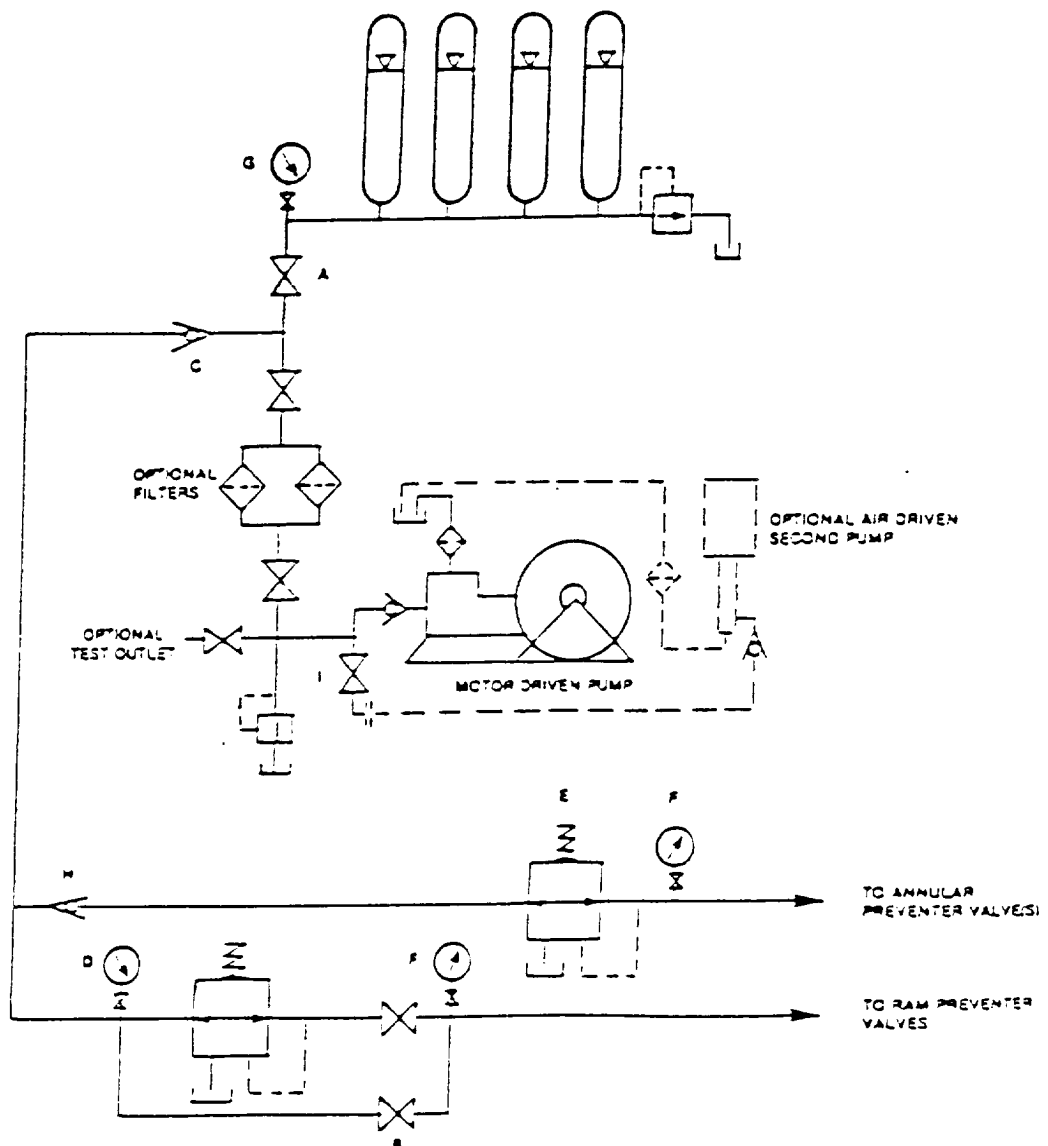 G
A
C
OPTIONAL
FILTERS
OPTIONAL AIR DRIVEN
SECOND PUMP
OPTIONAL
TEST OUTLET
I
MOTOR DRIVEN PUMP
E
F
H
TO ANNULAR
PREVENTER VALVE(S)
D
F
TO RAM PREVENTER
VALVES